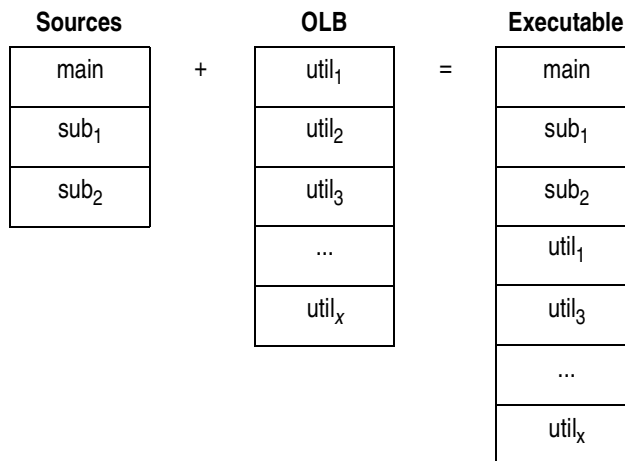 Sources OLB Executable
main + util₁ = main
sub₁ util₂ sub₁
sub₂ util₃ sub₂
... util₁
utilₓ util₃
...
utilₓ